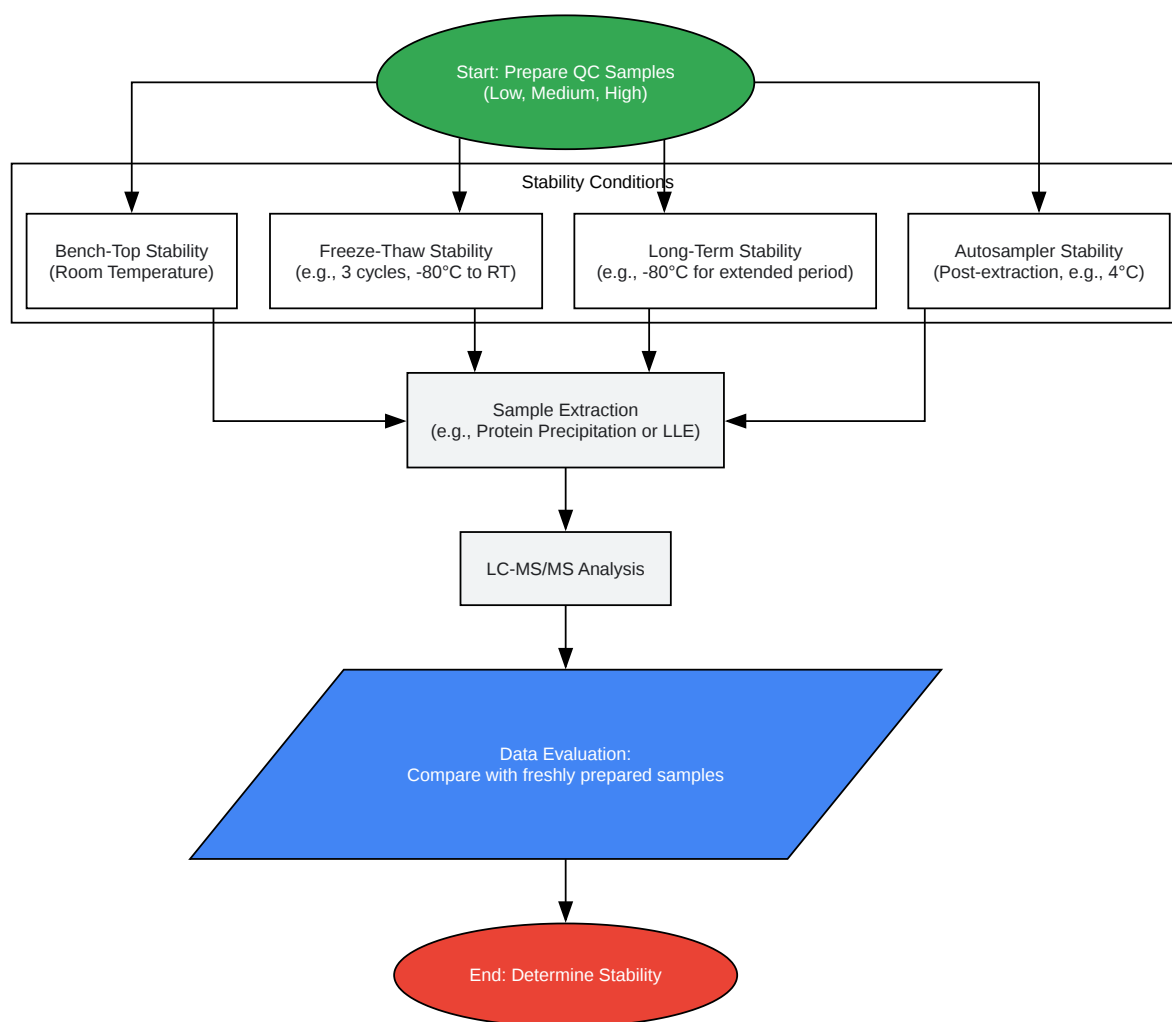 Start: Prepare QC Samples
(Low, Medium, High)
Stability Conditions
Bench-Top Stability
(Room Temperature)
Freeze-Thaw Stability
(e.g., 3 cycles, -80°C to RT)
Long-Term Stability
(e.g., -80°C for extended period)
Autosampler Stability
(Post-extraction, e.g., 4°C)
Sample Extraction
(e.g., Protein Precipitation or LLE)
LC-MS/MS Analysis
Data Evaluation:
Compare with freshly prepared samples
End: Determine Stability